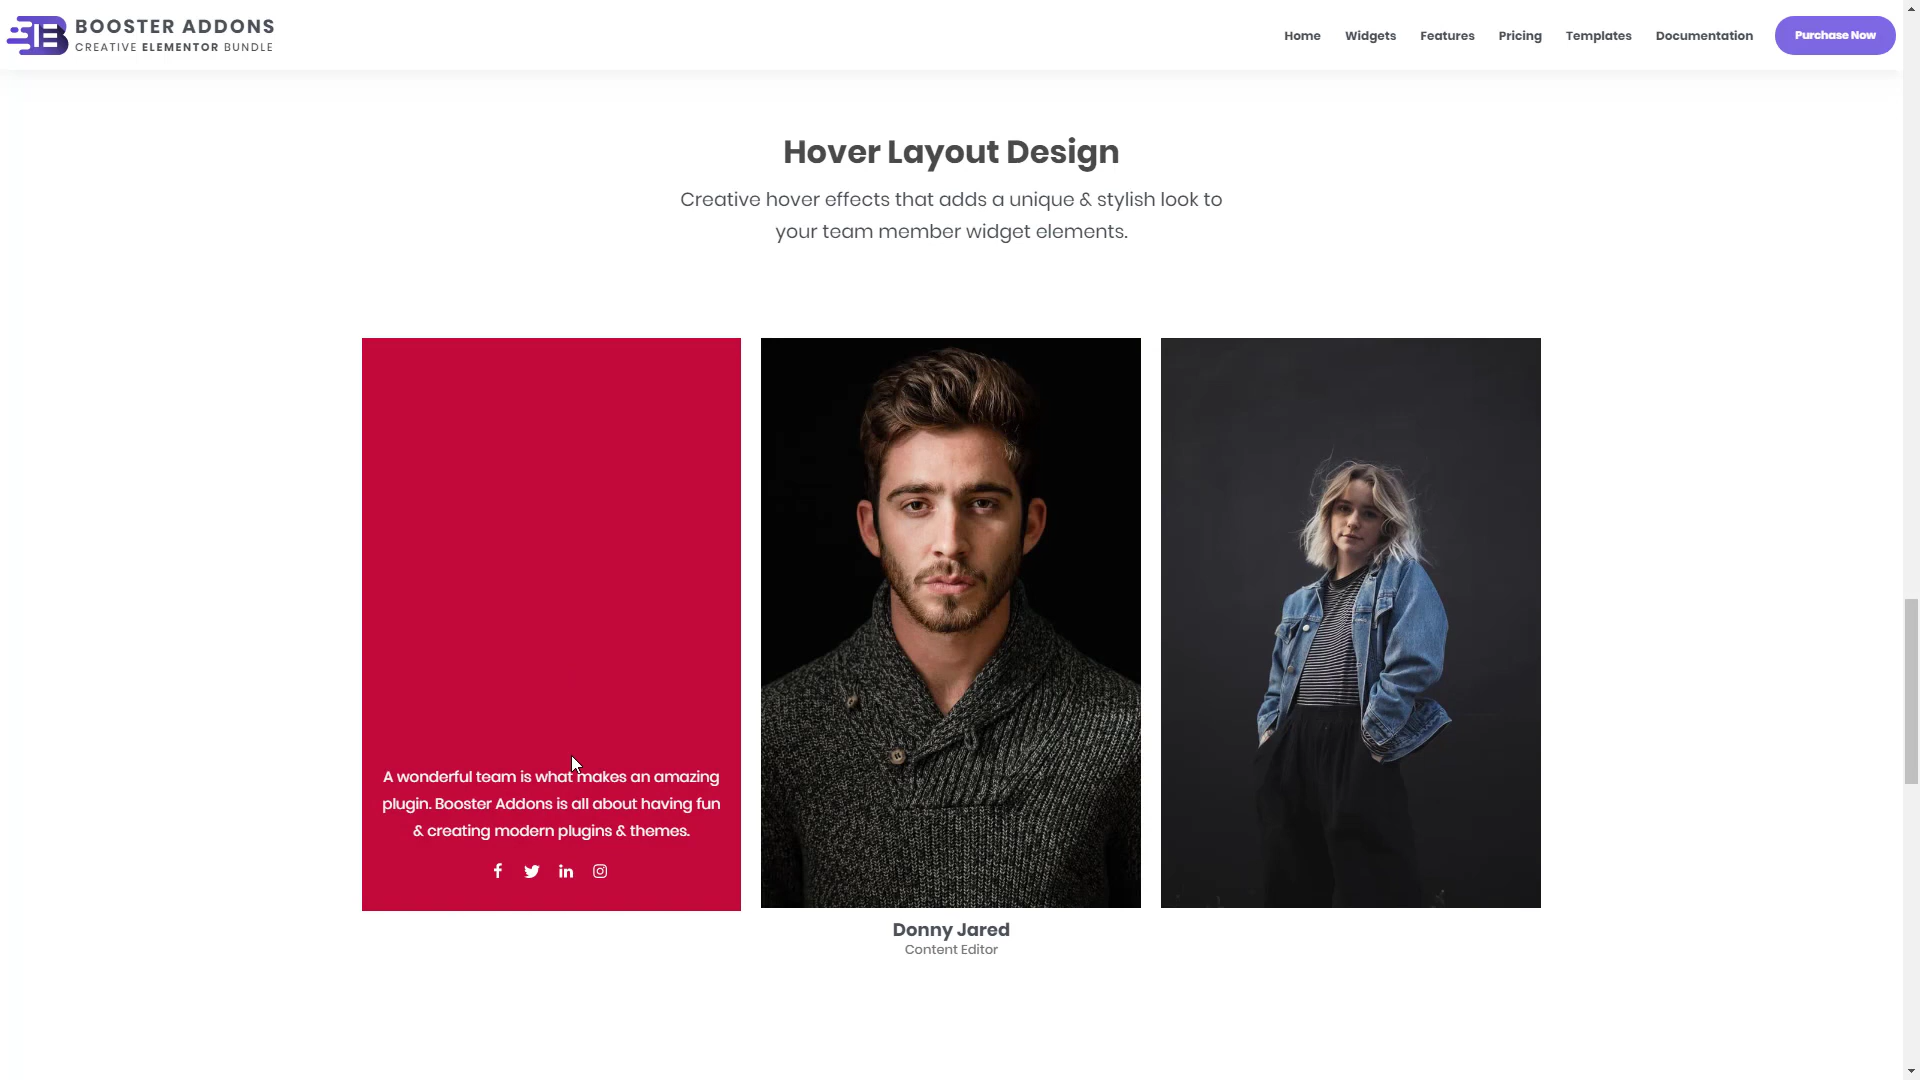 BOOSTER ADDONS
CREATIVE ELEMENTOR BUNDLE
Home Widgets Features Pricing Templates Documentation Purchase Now
Hover Layout Design
Creative hover effects that adds a unique & stylish look to
your team member widget elements.
A wonderful team is what makes an amazing
plugin. Booster Addons is all about having fun
& creating modern plugins & themes.
Donny Jared
Content Editor